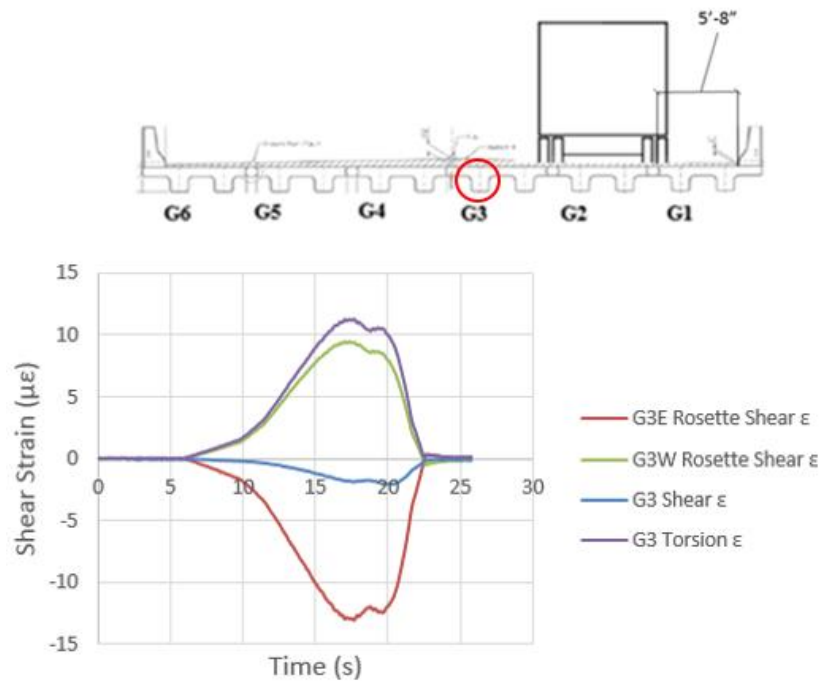 5'-8"
G6
G5
G4
G3
G2
G1
15
10
5
0
-5
-10
-15
0
5
10
15
20
25
30
Shear Strain (με)
Time (s)
G3E Rosette Shear ε
G3W Rosette Shear ε
G3 Shear ε
G3 Torsion ε